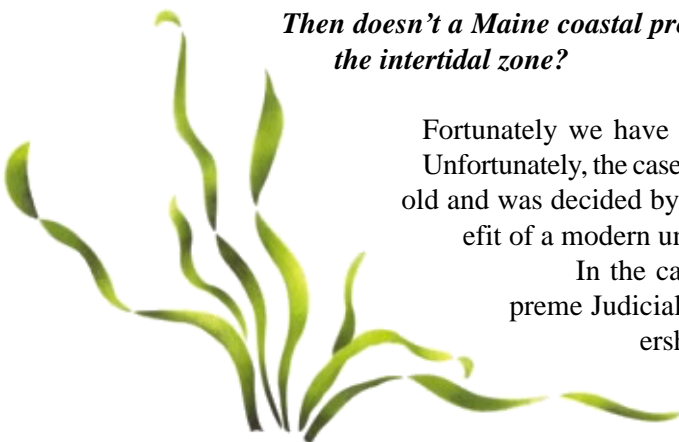 Then doesn’t a Maine coastal pr
the intertidal zone?
Fortunately we have
Unfortunately, the case
old and was decided by
efit of a modern un
In the ca
preme Judicial
ersh